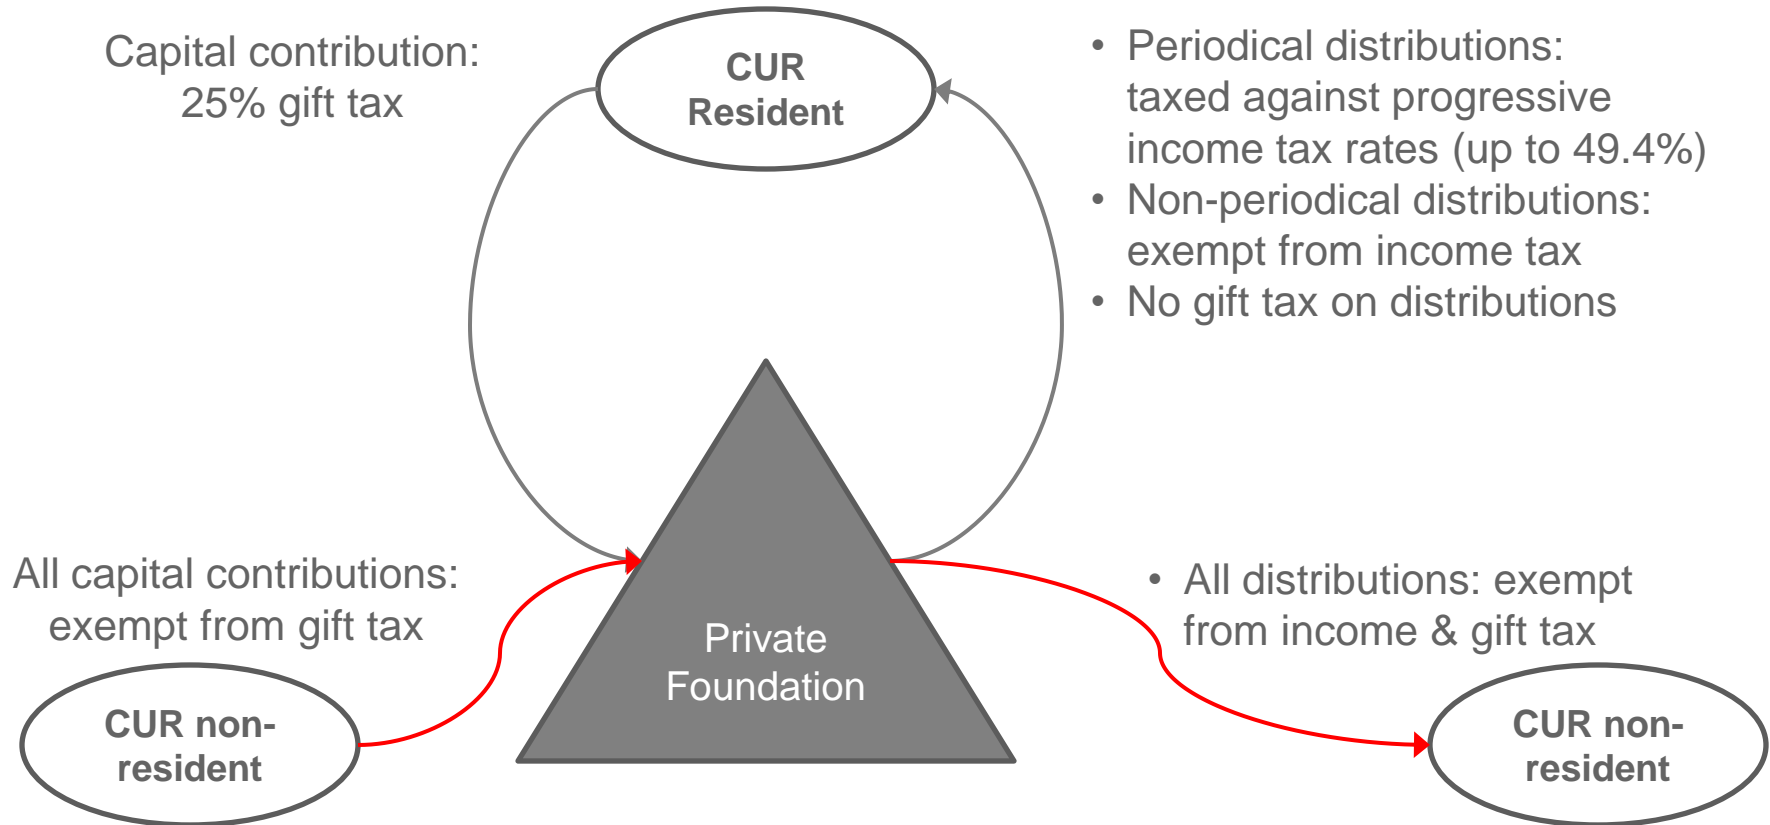 Capital contribution:
25% gift tax
CUR
Resident
• Periodical distributions:
taxed against progressive
income tax rates (up to 49.4%)
• Non-periodical distributions:
exempt from income tax
• No gift tax on distributions
All capital contributions:
exempt from gift tax
CUR non-
resident
Private
Foundation
• All distributions: exempt
from income & gift tax
CUR non-
resident